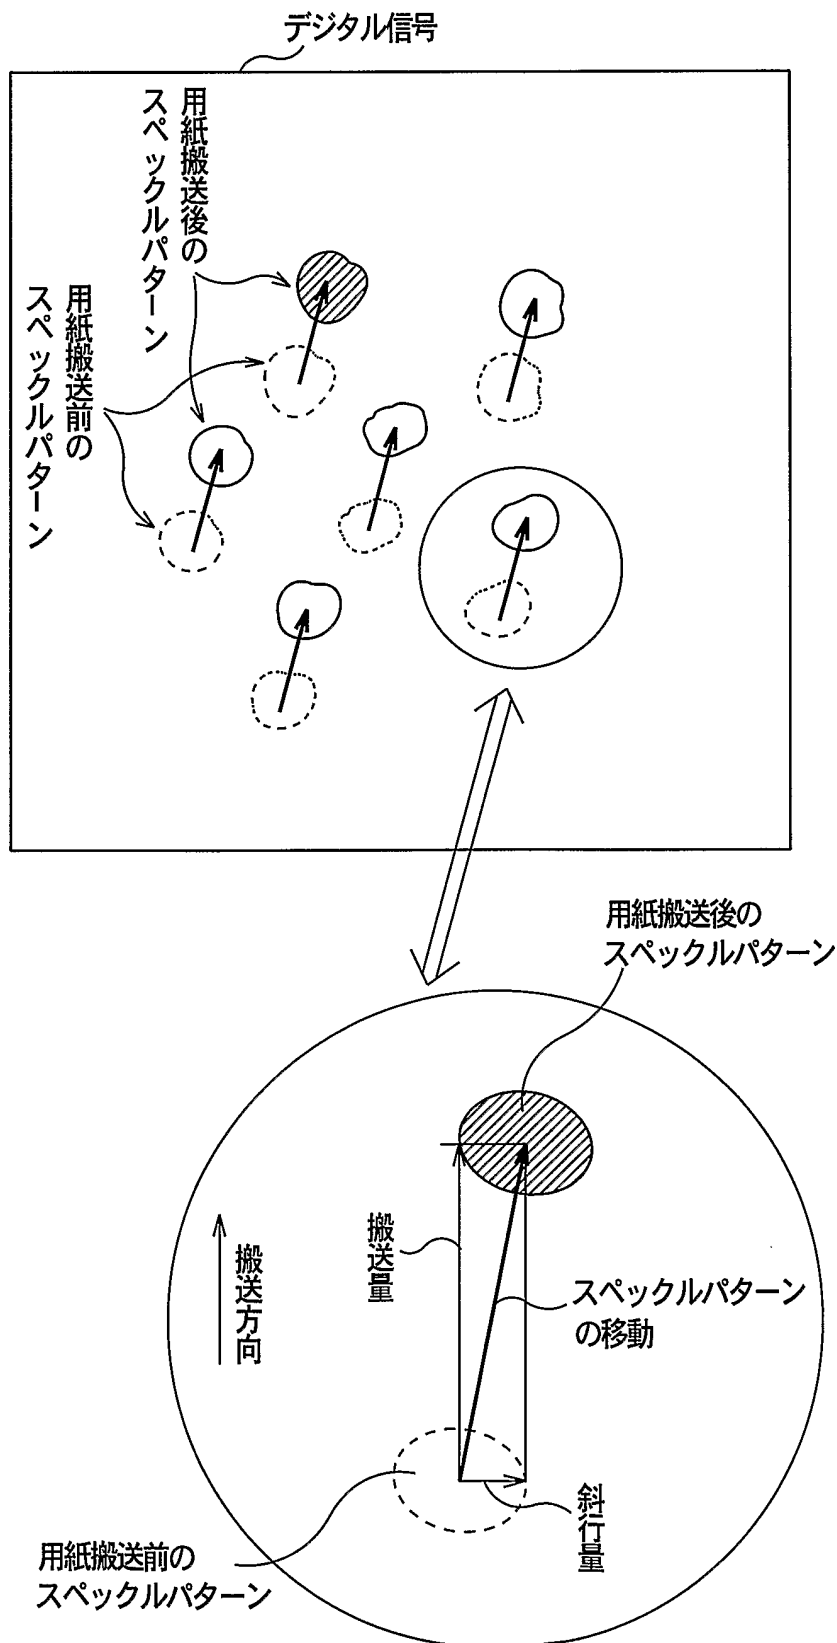 デジタル信号
用紙搬送後の
スペックルパターン
用紙搬送前の
スペックルパターン
用紙搬送後の
スペックルパターン
搬送量
搬送方向
スペックルパターン
の移動
斜行量
用紙搬送前の
スペックルパターン